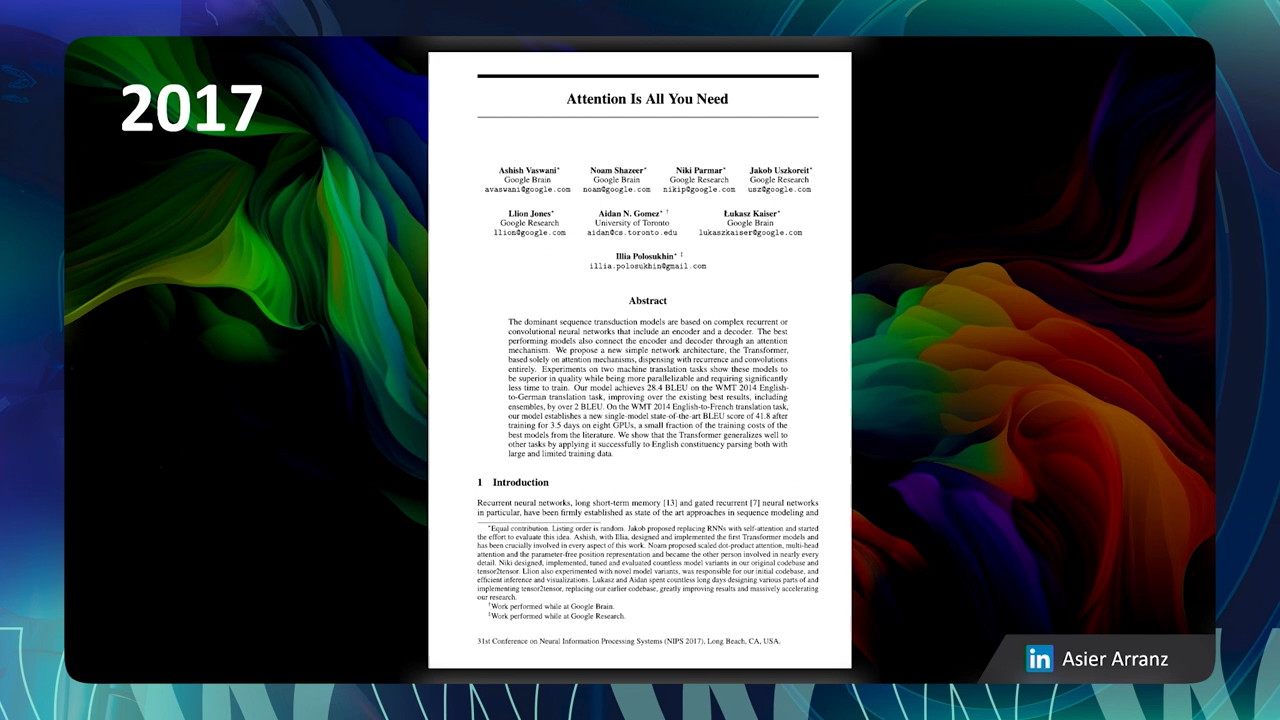 2017
Attention Is All You Need
Ashish Vaswani* Noam Shazeer* Niki Parmar* Jakob Uszkoreit*
Google Brain Google Brain Google Research Google Research
avaswani@google.com noam@google.com nikip@google.com usz@google.com
Llion Jones* Aidan N. Gomez* † Łukasz Kaiser*
Google Research University of Toronto Google Brain
llion@google.com aidan@cs.toronto.edu lukaszkaiser@google.com
Illia Polosukhin* ‡
illia.polosukhin@gmail.com
Abstract
The dominant sequence transduction models are based on complex recurrent or
convolutional neural networks that include an encoder and a decoder. The best
performing models also connect the encoder and decoder through an attention
mechanism. We propose a new simple network architecture, the Transformer,
based solely on attention mechanisms, dispensing with recurrence and convolutions
entirely. Experiments on two machine translation tasks show these models to
be superior in quality while being more parallelizable and requiring significantly
less time to train. Our model achieves 28.4 BLEU on the WMT 2014 English-
to-German translation task, improving over the existing best results, including
ensembles, by over 2 BLEU. On the WMT 2014 English-to-French translation task,
our model establishes a new single-model state-of-the-art BLEU score of 41.8 after
training for 3.5 days on eight GPUs, a small fraction of the training costs of the
best models from the literature. We show that the Transformer generalizes well to
other tasks by applying it successfully to English constituency parsing both with
large and limited training data.
1 Introduction
Recurrent neural networks, long short-term memory [13] and gated recurrent [7] neural networks
in particular, have been firmly established as state of the art approaches in sequence modeling and
*Equal contribution. Listing order is random. Jakob proposed replacing RNNs with self-attention and started
the effort to evaluate this idea. Ashish, with Illia, designed and implemented the first Transformer models and
has been crucially involved in every aspect of this work. Noam proposed scaled dot-product attention, multi-head
attention and the parameter-free position representation and became the other person involved in nearly every
detail. Niki designed, implemented, tuned and evaluated countless model variants in our original codebase and
tensor2tensor. Llion also experimented with novel model variants, was responsible for our initial codebase, and
efficient inference and visualizations. Lukasz and Aidan spent countless long days designing various parts of and
implementing tensor2tensor, replacing our earlier codebase, greatly improving results and massively accelerating
our research.
†Work performed while at Google Brain.
‡Work performed while at Google Research.
31st Conference on Neural Information Processing Systems (NIPS 2017), Long Beach, CA, USA.
in Asier Arranz